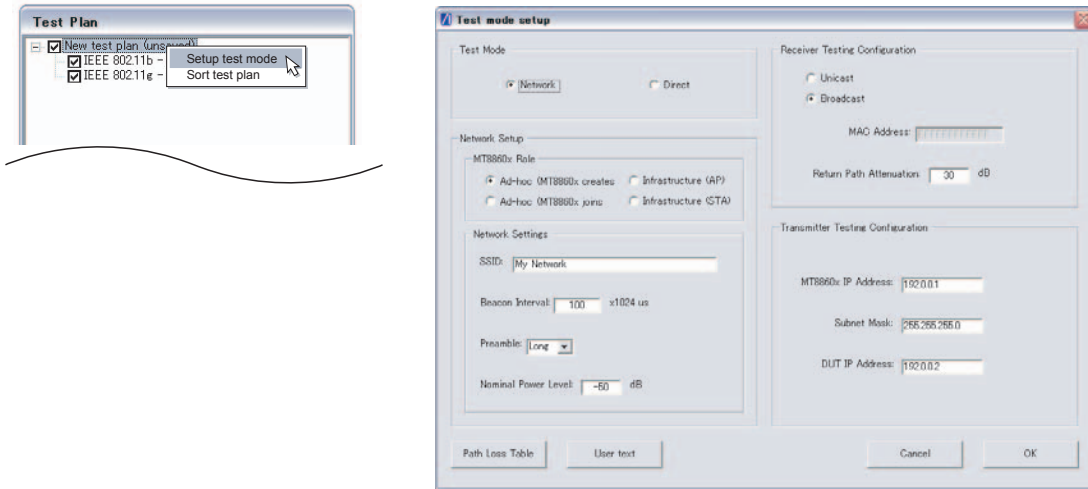 Test Plan
New test plan (unsaved)
IEEE 802.11b -
IEEE 802.11g -
Setup test mode
Sort test plan
Test mode setup
Test Mode
Network
Direct
Network Setup
MT8860x Role
Ad-hoc (MT8860x creates
Infrastructure (AP)
Ad-hoc (MT8860x joins
Infrastructure (STA)
Network Settings
SSID: My Network
Beacon Interval: 100 x1024 us
Preamble: Long
Nominal Power Level: -60 dB
Receiver Testing Configuration
Unicast
Broadcast
MAC Address:
Return Path Attenuation: 30 dB
Transmitter Testing Configuration
MT8860x IP Address: 192.0.0.1
Subnet Mask: 255.255.255.0
DUT IP Address: 192.0.0.2
Path Loss Table
User text
Cancel
OK